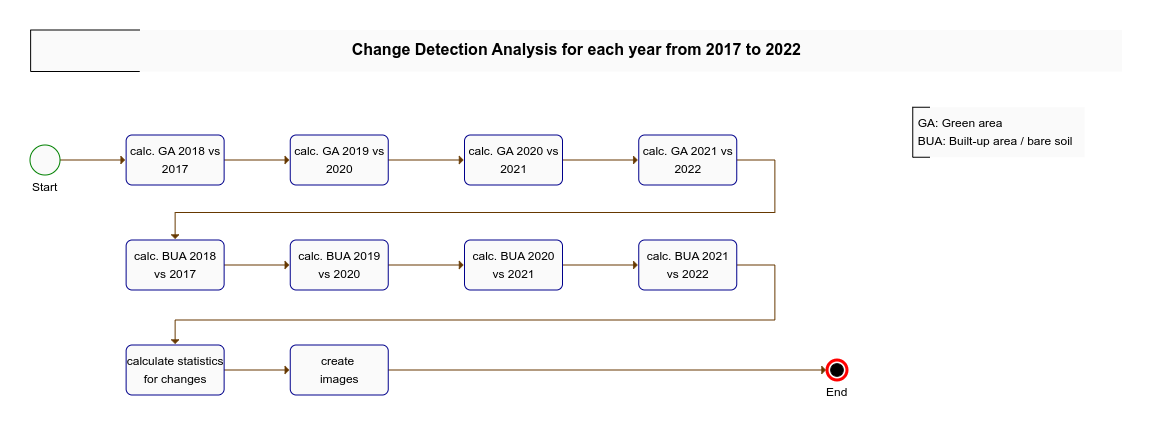 Change Detection Analysis for each year from 2017 to 2022
GA: Green area
BUA: Built-up area / bare soil
Start
calc. GA 2018 vs
2017
calc. GA 2019 vs
2020
calc. GA 2020 vs
2021
calc. GA 2021 vs
2022
calc. BUA 2018
vs 2017
calc. BUA 2019
vs 2020
calc. BUA 2020
vs 2021
calc. BUA 2021
vs 2022
calculate statistics
for changes
create
images
End